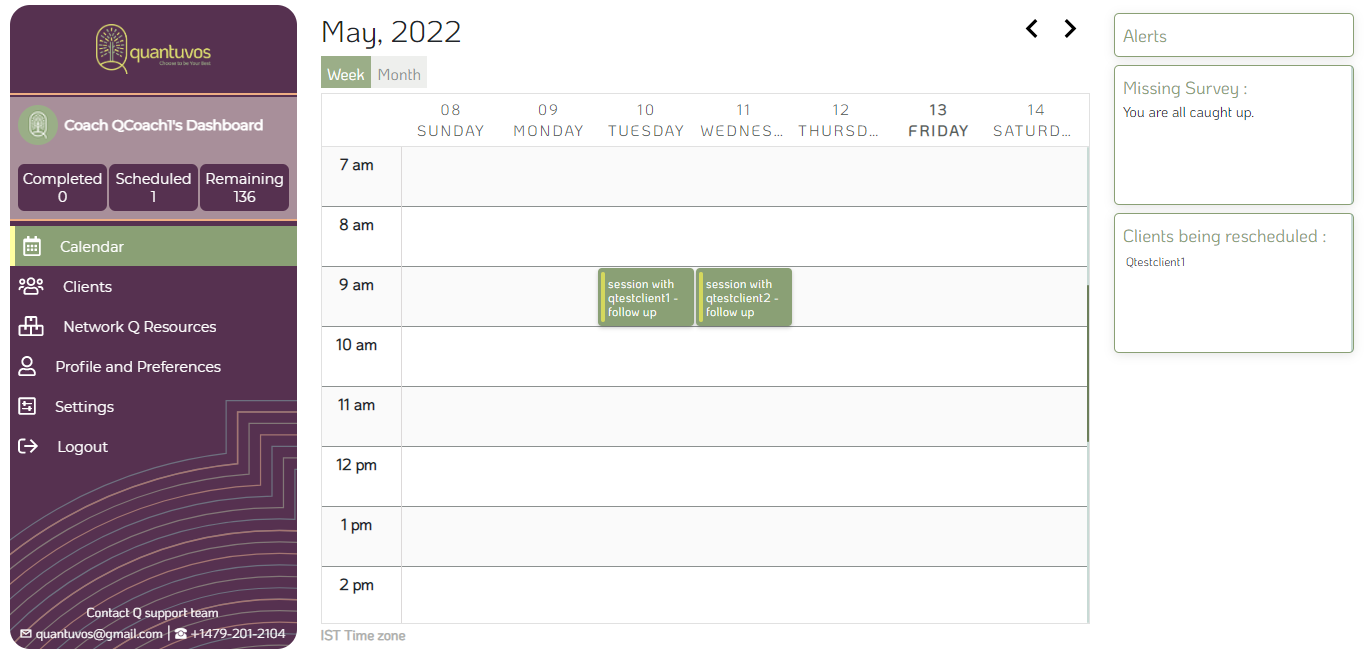 quantuvos
Choose to be Your Best
Coach QCoach1's Dashboard
Completed
0
Scheduled
1
Remaining
136
Calendar
Clients
Network Q Resources
Profile and Preferences
Settings
Logout
Contact Q support team
quantuvos@gmail.com | +1479-201-2104
May, 2022
Week Month
08 09 10 11 12 13 14
SUNDAY MONDAY TUESDAY WEDNES... THURSD... FRIDAY SATURD...
7 am
8 am
9 am
session with
qtestclient1 -
follow up
session with
qtestclient2 -
follow up
10 am
11 am
12 pm
1 pm
2 pm
IST Time zone
Alerts
Missing Survey :
You are all caught up.
Clients being rescheduled :
Qtestclient1